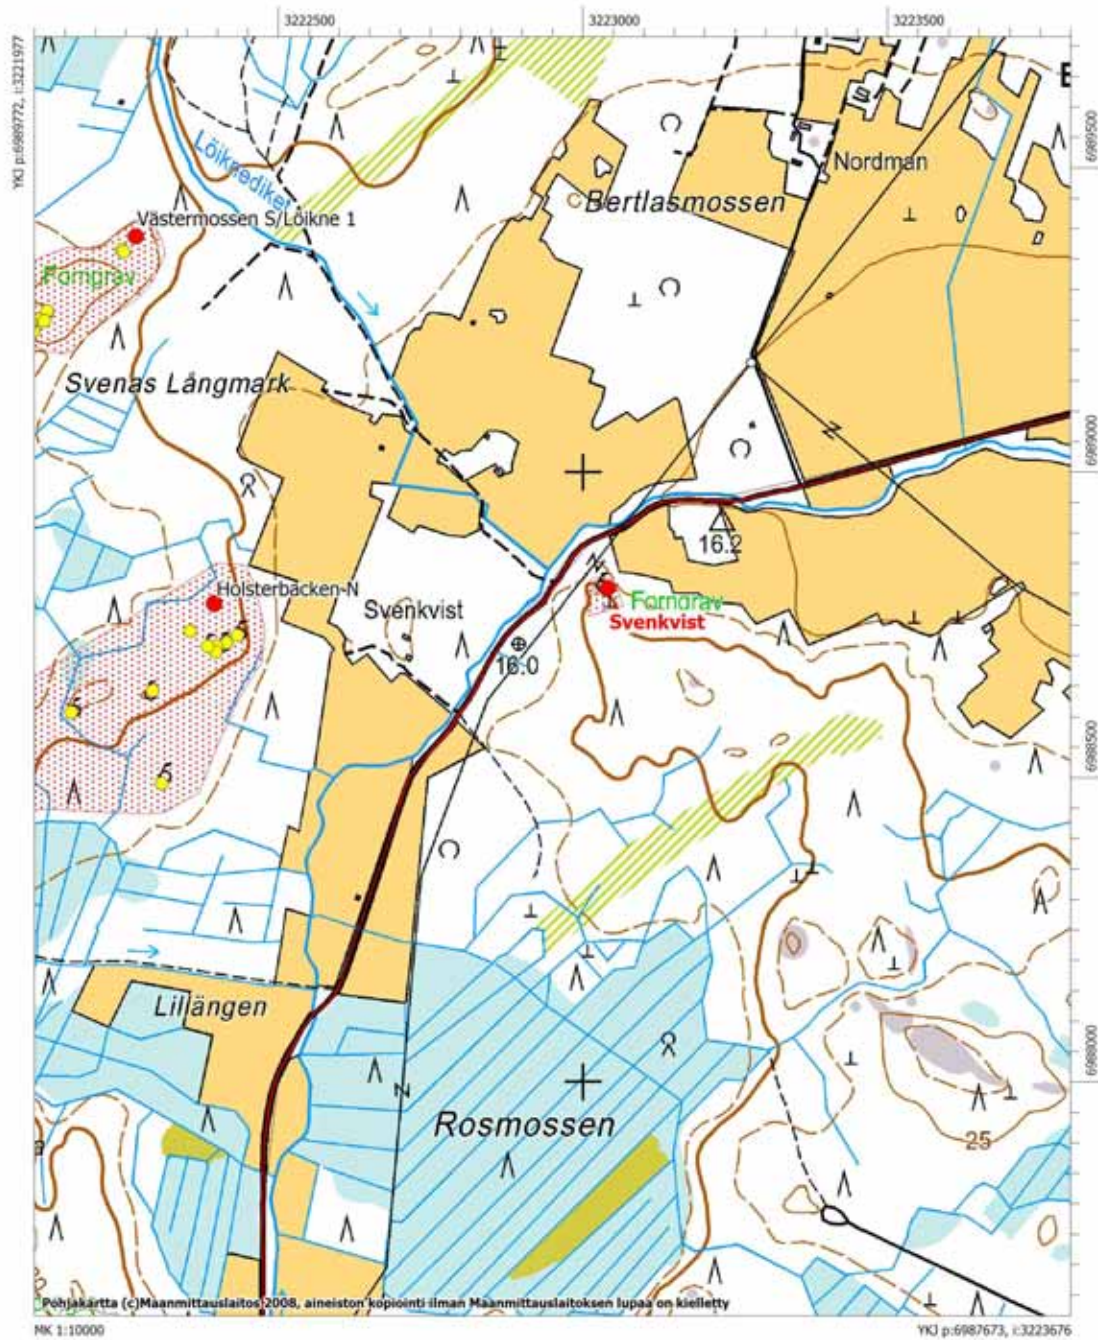 3222500
3223000
3223500
YKJ p:6989772, i:3221977
6989500
Nordman
Löiknediket
Bertlasmossen
Västermossen S/Löikne 1
Forngrav
Svenas Långmark
6989000
16.2
Holsterbacken-N
Forngrav
Svenkvist
Svenkvist
16.0
6988500
Lillängen
6988000
Rosmossen
25
Pohjakartta (c)Maanmittauslaitos 2008, aineiston kopiointi ilman Maanmittauslaitoksen lupaa on kielletty
MK 1:10000
YKJ p:6987673, i:3223676